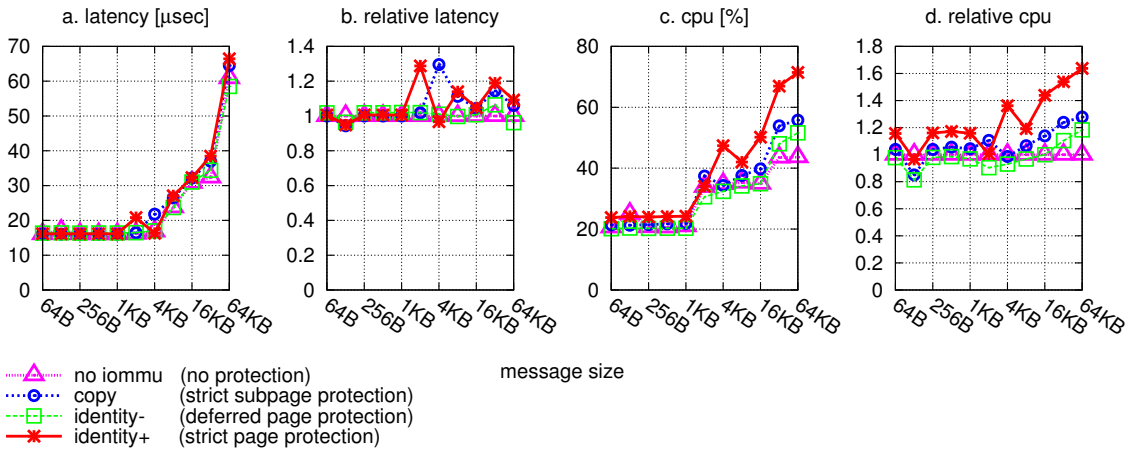 a. latency [μsec]
70
60
50
40
30
20
10
0
64B
256B
1KB
4KB
16KB
64KB
b. relative latency
1.4
1.2
1
0.8
0.6
0.4
0.2
0
64B
256B
1KB
4KB
16KB
64KB
c. cpu [%]
80
60
40
20
0
64B
256B
1KB
4KB
16KB
64KB
d. relative cpu
1.8
1.6
1.4
1.2
1
0.8
0.6
0.4
0.2
0
64B
256B
1KB
4KB
16KB
64KB
message size
no iommu (no protection)
copy (strict subpage protection)
identity- (deferred page protection)
identity+ (strict page protection)